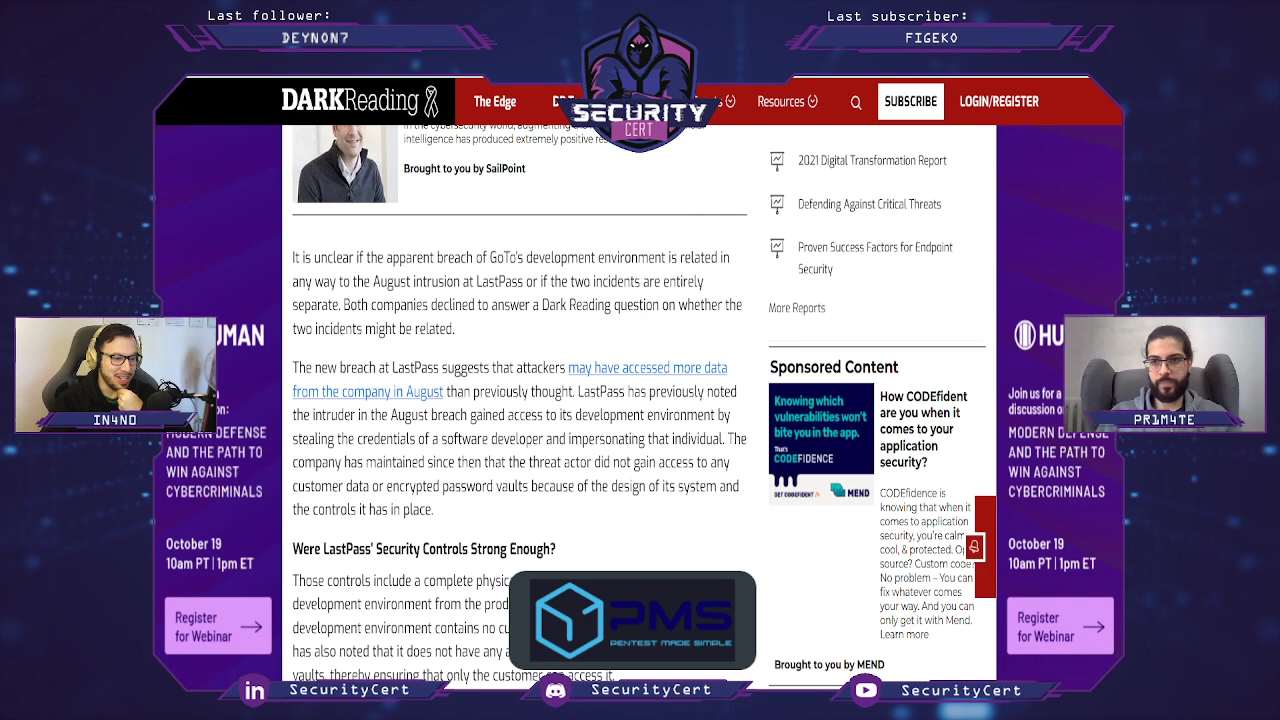 Last follower:
DEYNON7
Last subscriber:
FIGEKO
SECURITY
CERT
DARKReading
The Edge
Resources
SUBSCRIBE
LOGIN/REGISTER
intelligence has produced extremely positive
Brought to you by SailPoint
It is unclear if the apparent breach of GoTo's development environment is related in
any way to the August intrusion at LastPass or if the two incidents are entirely
separate. Both companies declined to answer a Dark Reading question on whether the
two incidents might be related.
The new breach at LastPass suggests that attackers may have accessed more data
from the company in August than previously thought. LastPass has previously noted
the intruder in the August breach gained access to its development environment by
stealing the credentials of a software developer and impersonating that individual. The
company has maintained since then that the threat actor did not gain access to any
customer data or encrypted password vaults because of the design of its system and
the controls it has in place.
Were LastPass' Security Controls Strong Enough?
Those controls include a complete
development environment from the
development environment contains no
has also noted that it does not have any
vaults, thereby ensuring that only the customer can access it.
2021 Digital Transformation Report
Defending Against Critical Threats
Proven Success Factors for Endpoint
Security
More Reports
Sponsored Content
Knowing which
vulnerabilities won't
bite you in the app.
That's
CODEFIDENCE
GET CODEFIDENT
MEND
How CODEfident
are you when it
comes to your
application
security?
CODEfidence is
knowing that when it
comes to application
security, you're calm,
cool, & protected.
source? Custom code?
No problem – You can
fix whatever comes
your way. And you can
only get it with Mend.
Learn more
Brought to you by MEND
IN4N0
MODERN DEFENSE
AND THE PATH TO
WIN AGAINST
CYBERCRIMINALS
October 19
10am PT | 1pm ET
Register
for Webinar
PR1M4TE
Join us for a
discussion
MODERN DEFENSE
AND THE PATH TO
WIN AGAINST
CYBERCRIMINALS
October 19
10am PT | 1pm ET
Register
for Webinar
PMS
PENTEST MADE SIMPLE
in
SecurityCert
SecurityCert
SecurityCert